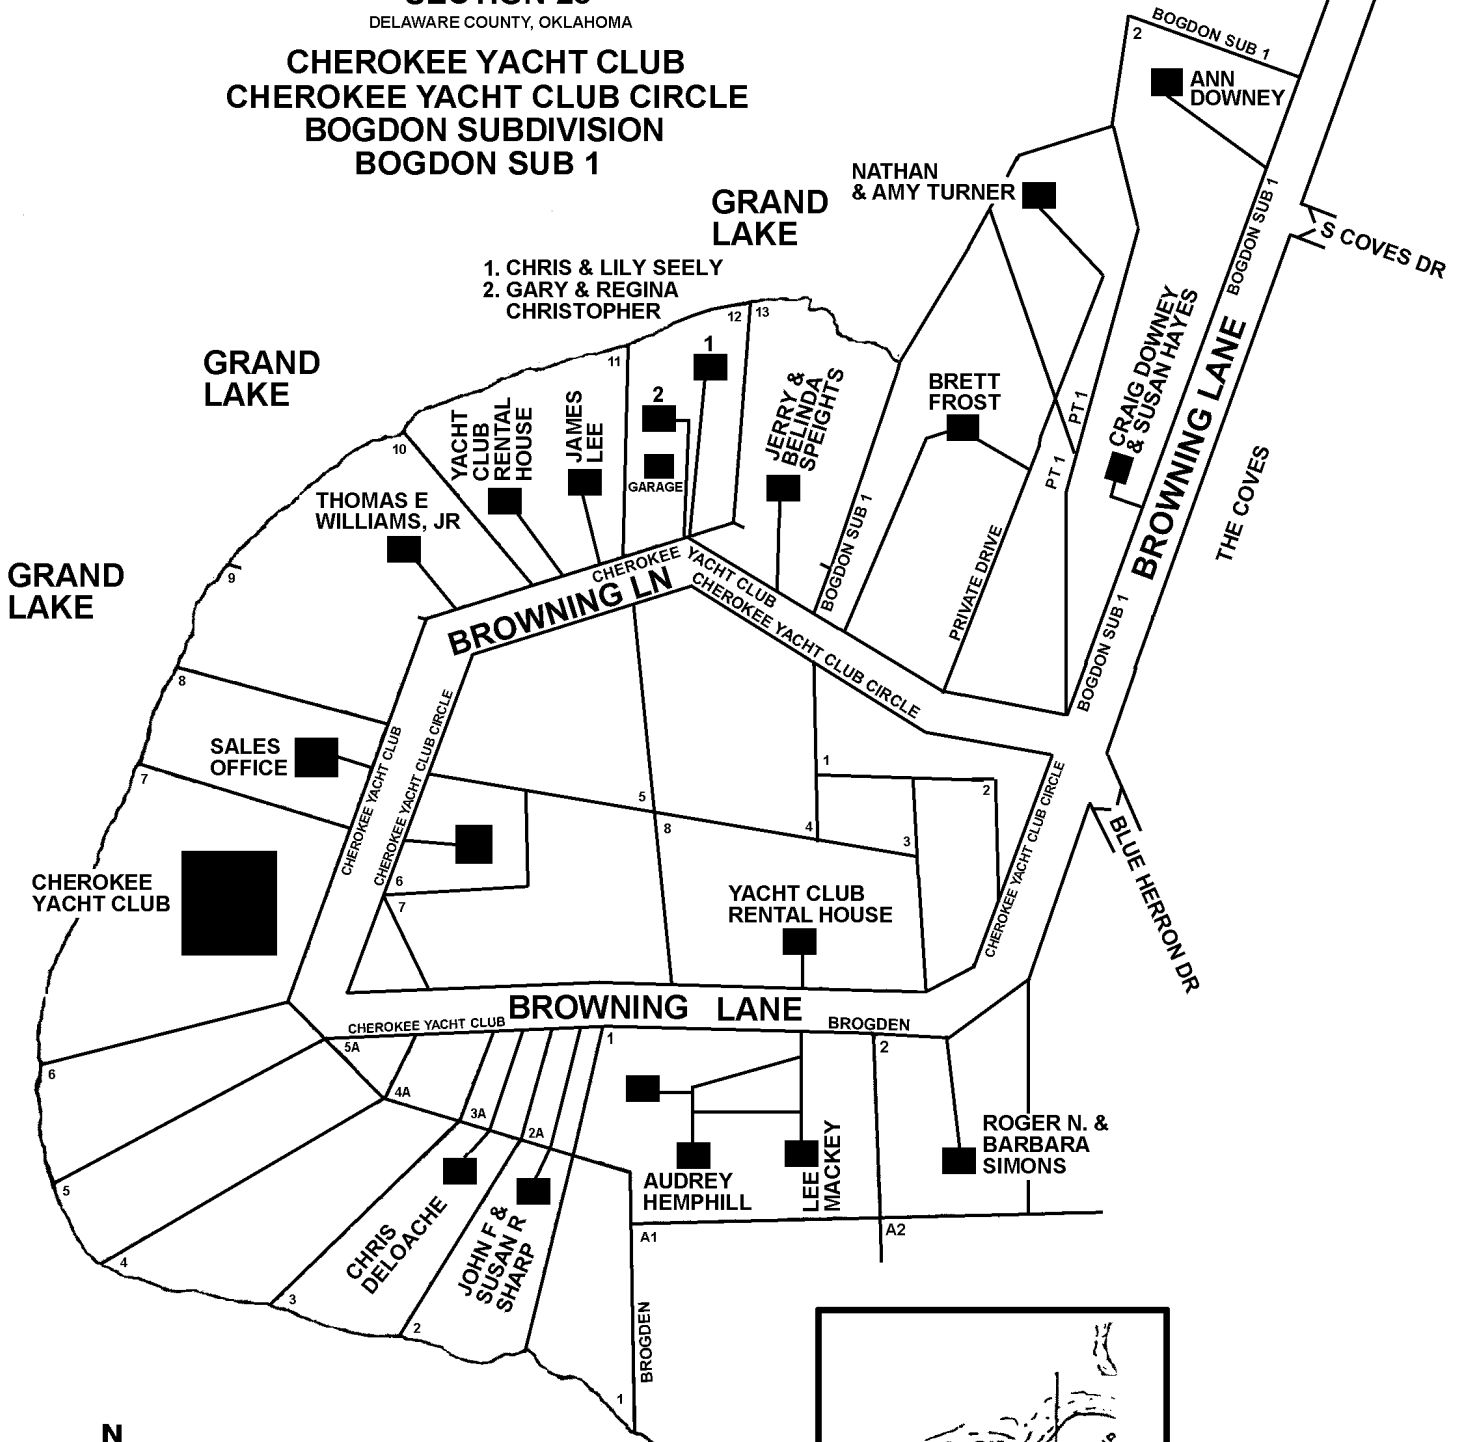 SECTION 28
DELAWARE COUNTY, OKLAHOMA
CHEROKEE YACHT CLUB
CHEROKEE YACHT CLUB CIRCLE
BOGDON SUBDIVISION
BOGDON SUB 1
BOGDON SUB 1
2
ANN
DOWNEY
NATHAN
& AMY TURNER
GRAND
LAKE
BOGDON SUB 1
S COVES DR
1. CHRIS & LILY SEELY
2. GARY & REGINA
CHRISTOPHER
12
13
11
1
2
GARAGE
GRAND
LAKE
YACHT
CLUB
RENTAL
HOUSE
JAMES
LEE
JERRY &
BELINDA
SPEIGHTS
BRETT
FROST
PT 1
PT 1
CRAIG DOWNEY
& SUSAN HAYES
BROWNING LANE
THE COVES
10
THOMAS E
WILLIAMS, JR
GRAND
LAKE
9
CHEROKEE
YACHT CLUB
BROWNING LN
CHEROKEE YACHT CLUB CIRCLE
BOGDON SUB 1
PRIVATE DRIVE
BOGDON SUB 1
8
SALES
OFFICE
7
CHEROKEE YACHT CLUB
CHEROKEE YACHT CLUB CIRCLE
5
8
1
4
2
3
CHEROKEE YACHT CLUB CIRCLE
BLUE HERRON DR
6
7
CHEROKEE
YACHT CLUB
YACHT CLUB
RENTAL HOUSE
BROWNING LANE
CHEROKEE YACHT CLUB
BROGDEN
5A
4A
3A
2A
1
2
6
5
4
3
2
1
CHRIS
DELOACHE
JOHN F &
SUSAN R
SHARP
AUDREY
HEMPHILL
LEE
MACKEY
ROGER N. &
BARBARA
SIMONS
A1
A2
BROGDEN
N